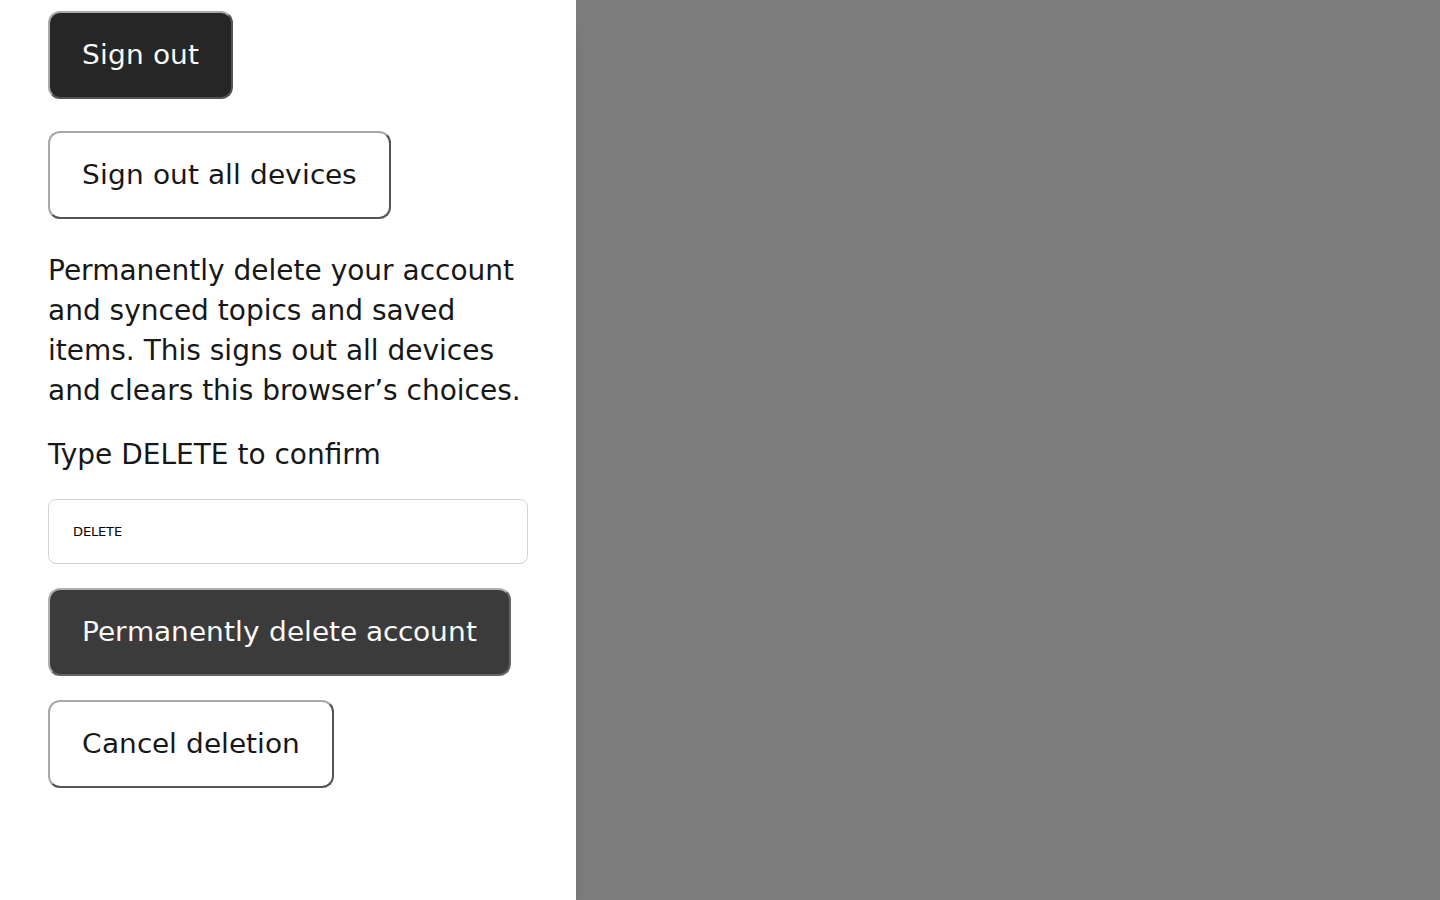 Sign out
Sign out all devices
Permanently delete your account
and synced topics and saved
items. This signs out all devices
and clears this browser’s choices.
Type DELETE to confirm
DELETE
Permanently delete account
Cancel deletion